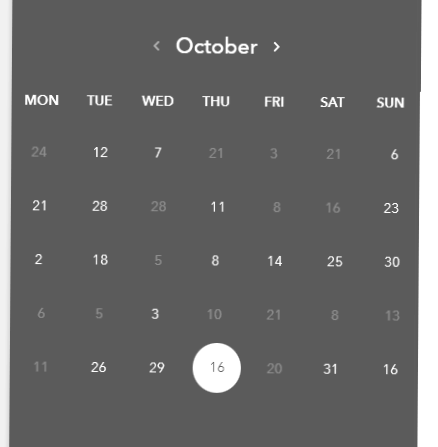 ‹ October ›
MON TUE WED THU FRI SAT SUN
24 12 7 21 3 21 6
21 28 28 11 8 16 23
2 18 5 8 14 25 30
6 5 3 10 21 8 13
11 26 29 16 20 31 16